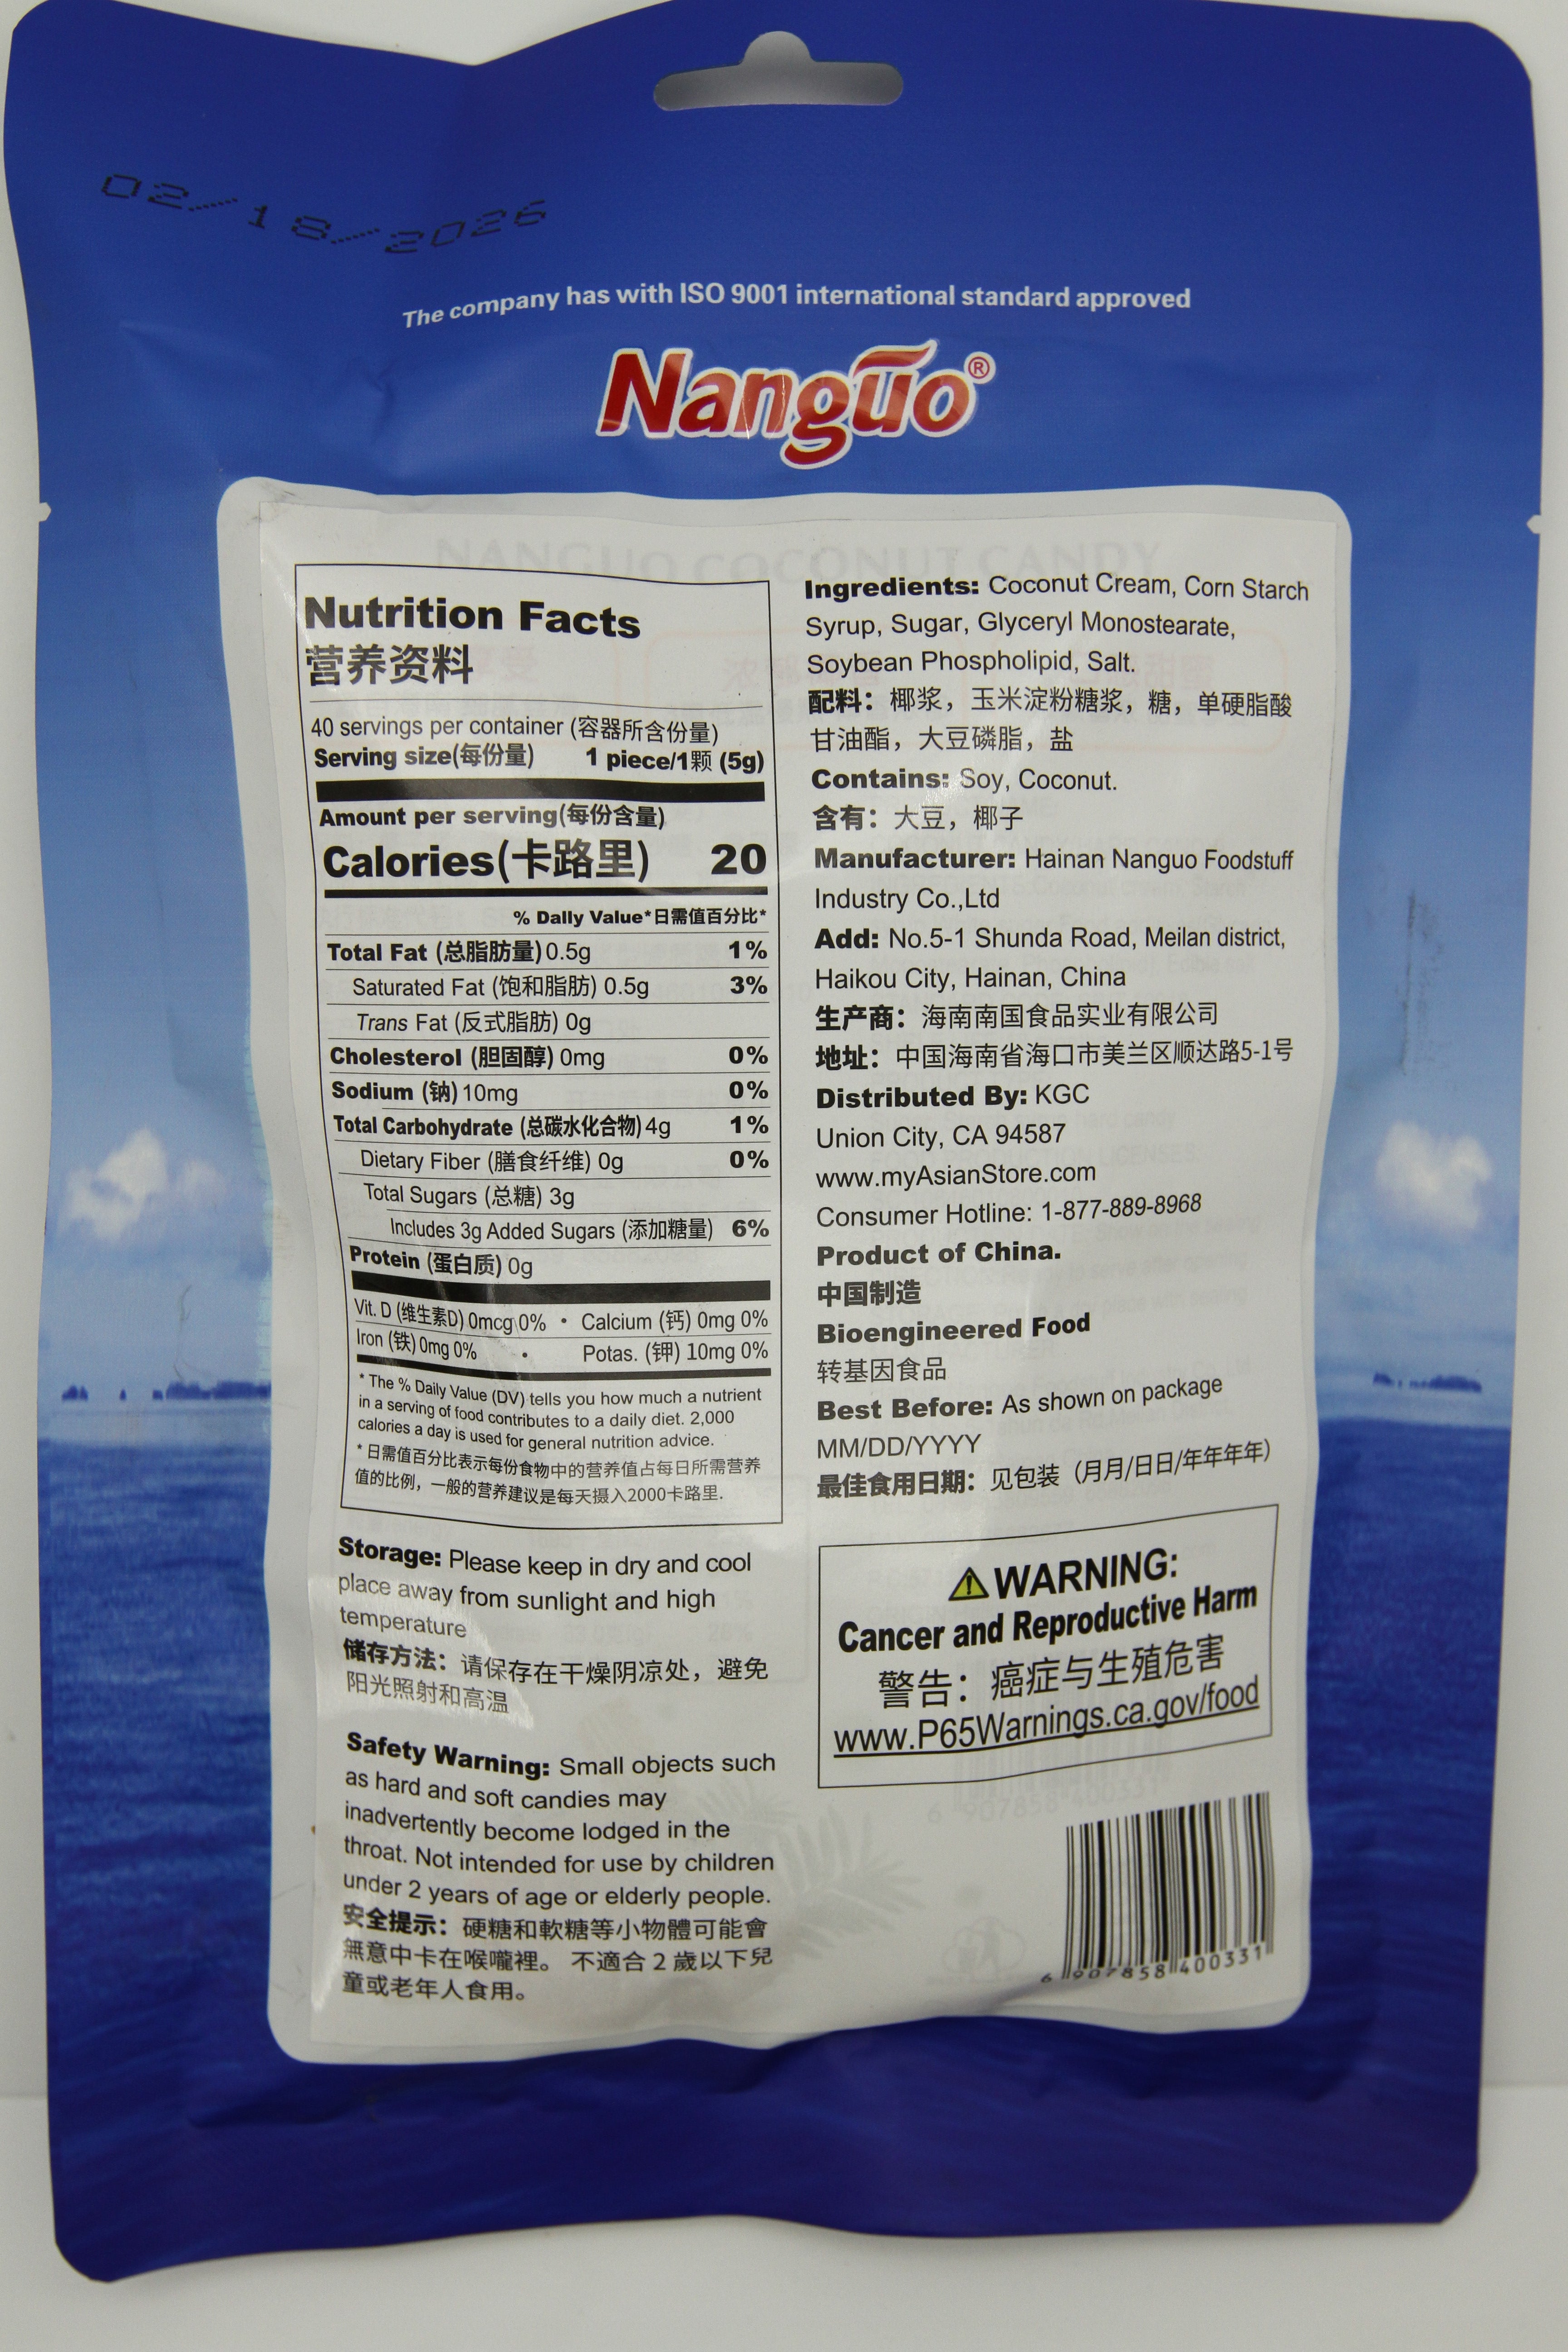 02/18/2026
The company has with ISO 9001 international standard approved
Nanguo®
Nutrition Facts
营养资料
40 servings per container (容器所含份量)
Serving size(每份量) 1 piece/1颗 (5g)
Amount per serving(每份含量)
Calories(卡路里) 20
% Daily Value*日需值百分比*
Total Fat (总脂肪量) 0.5g 1%
Saturated Fat (饱和脂肪) 0.5g 3%
Trans Fat (反式脂肪) 0g
Cholesterol (胆固醇) 0mg 0%
Sodium (钠) 10mg 0%
Total Carbohydrate (总碳水化合物) 4g 1%
Dietary Fiber (膳食纤维) 0g 0%
Total Sugars (总糖) 3g
Includes 3g Added Sugars (添加糖量) 6%
Protein (蛋白质) 0g
Vit. D (维生素D) 0mcg 0% • Calcium (钙) 0mg 0%
Iron (铁) 0mg 0% • Potas. (钾) 10mg 0%
* The % Daily Value (DV) tells you how much a nutrient
in a serving of food contributes to a daily diet. 2,000
calories a day is used for general nutrition advice.
* 日需值百分比表示每份食物中的营养值占每日所需营养
值的比例，一般的营养建议是每天摄入2000卡路里.
Storage: Please keep in dry and cool
place away from sunlight and high
temperature
储存方法：请保存在干燥阴凉处，避免
阳光照射和高温
Safety Warning: Small objects such
as hard and soft candies may
inadvertently become lodged in the
throat. Not intended for use by children
under 2 years of age or elderly people.
安全提示：硬糖和軟糖等小物體可能會
無意中卡在喉嚨裡。 不適合 2 歲以下兒
童或老年人食用。
Ingredients: Coconut Cream, Corn Starch
Syrup, Sugar, Glyceryl Monostearate,
Soybean Phospholipid, Salt.
配料：椰浆，玉米淀粉糖浆，糖，单硬脂酸
甘油酯，大豆磷脂，盐
Contains: Soy, Coconut.
含有：大豆，椰子
Manufacturer: Hainan Nanguo Foodstuff
Industry Co.,Ltd
Add: No.5-1 Shunda Road, Meilan district,
Haikou City, Hainan, China
生产商：海南南国食品实业有限公司
地址：中国海南省海口市美兰区顺达路5-1号
Distributed By: KGC
Union City, CA 94587
www.myAsianStore.com
Consumer Hotline: 1-877-889-8968
Product of China.
中国制造
Bioengineered Food
转基因食品
Best Before: As shown on package
MM/DD/YYYY
最佳食用日期：见包装（月月/日日/年年年年）
WARNING:
Cancer and Reproductive Harm
警告：癌症与生殖危害
www.P65Warnings.ca.gov/food
6 907858 400331
NANGUO COCONUT CANDY